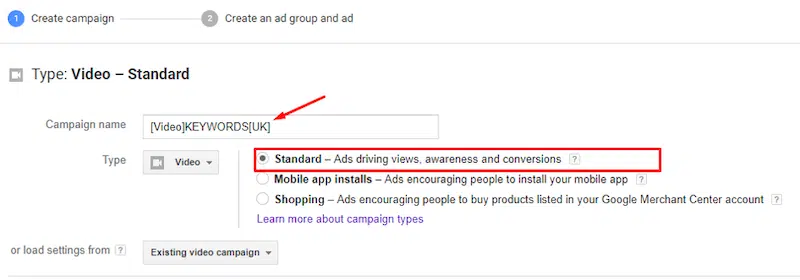 1 Create campaign 2 Create an ad group and ad
Type: Video – Standard
Campaign name [Video]KEYWORDS[UK]
Type Video Standard – Ads driving views, awareness and conversions ?
Mobile app installs – Ads encouraging people to install your mobile app ?
Shopping – Ads encouraging people to buy products listed in your Google Merchant Center account ?
Learn more about campaign types
or load settings from ? Existing video campaign